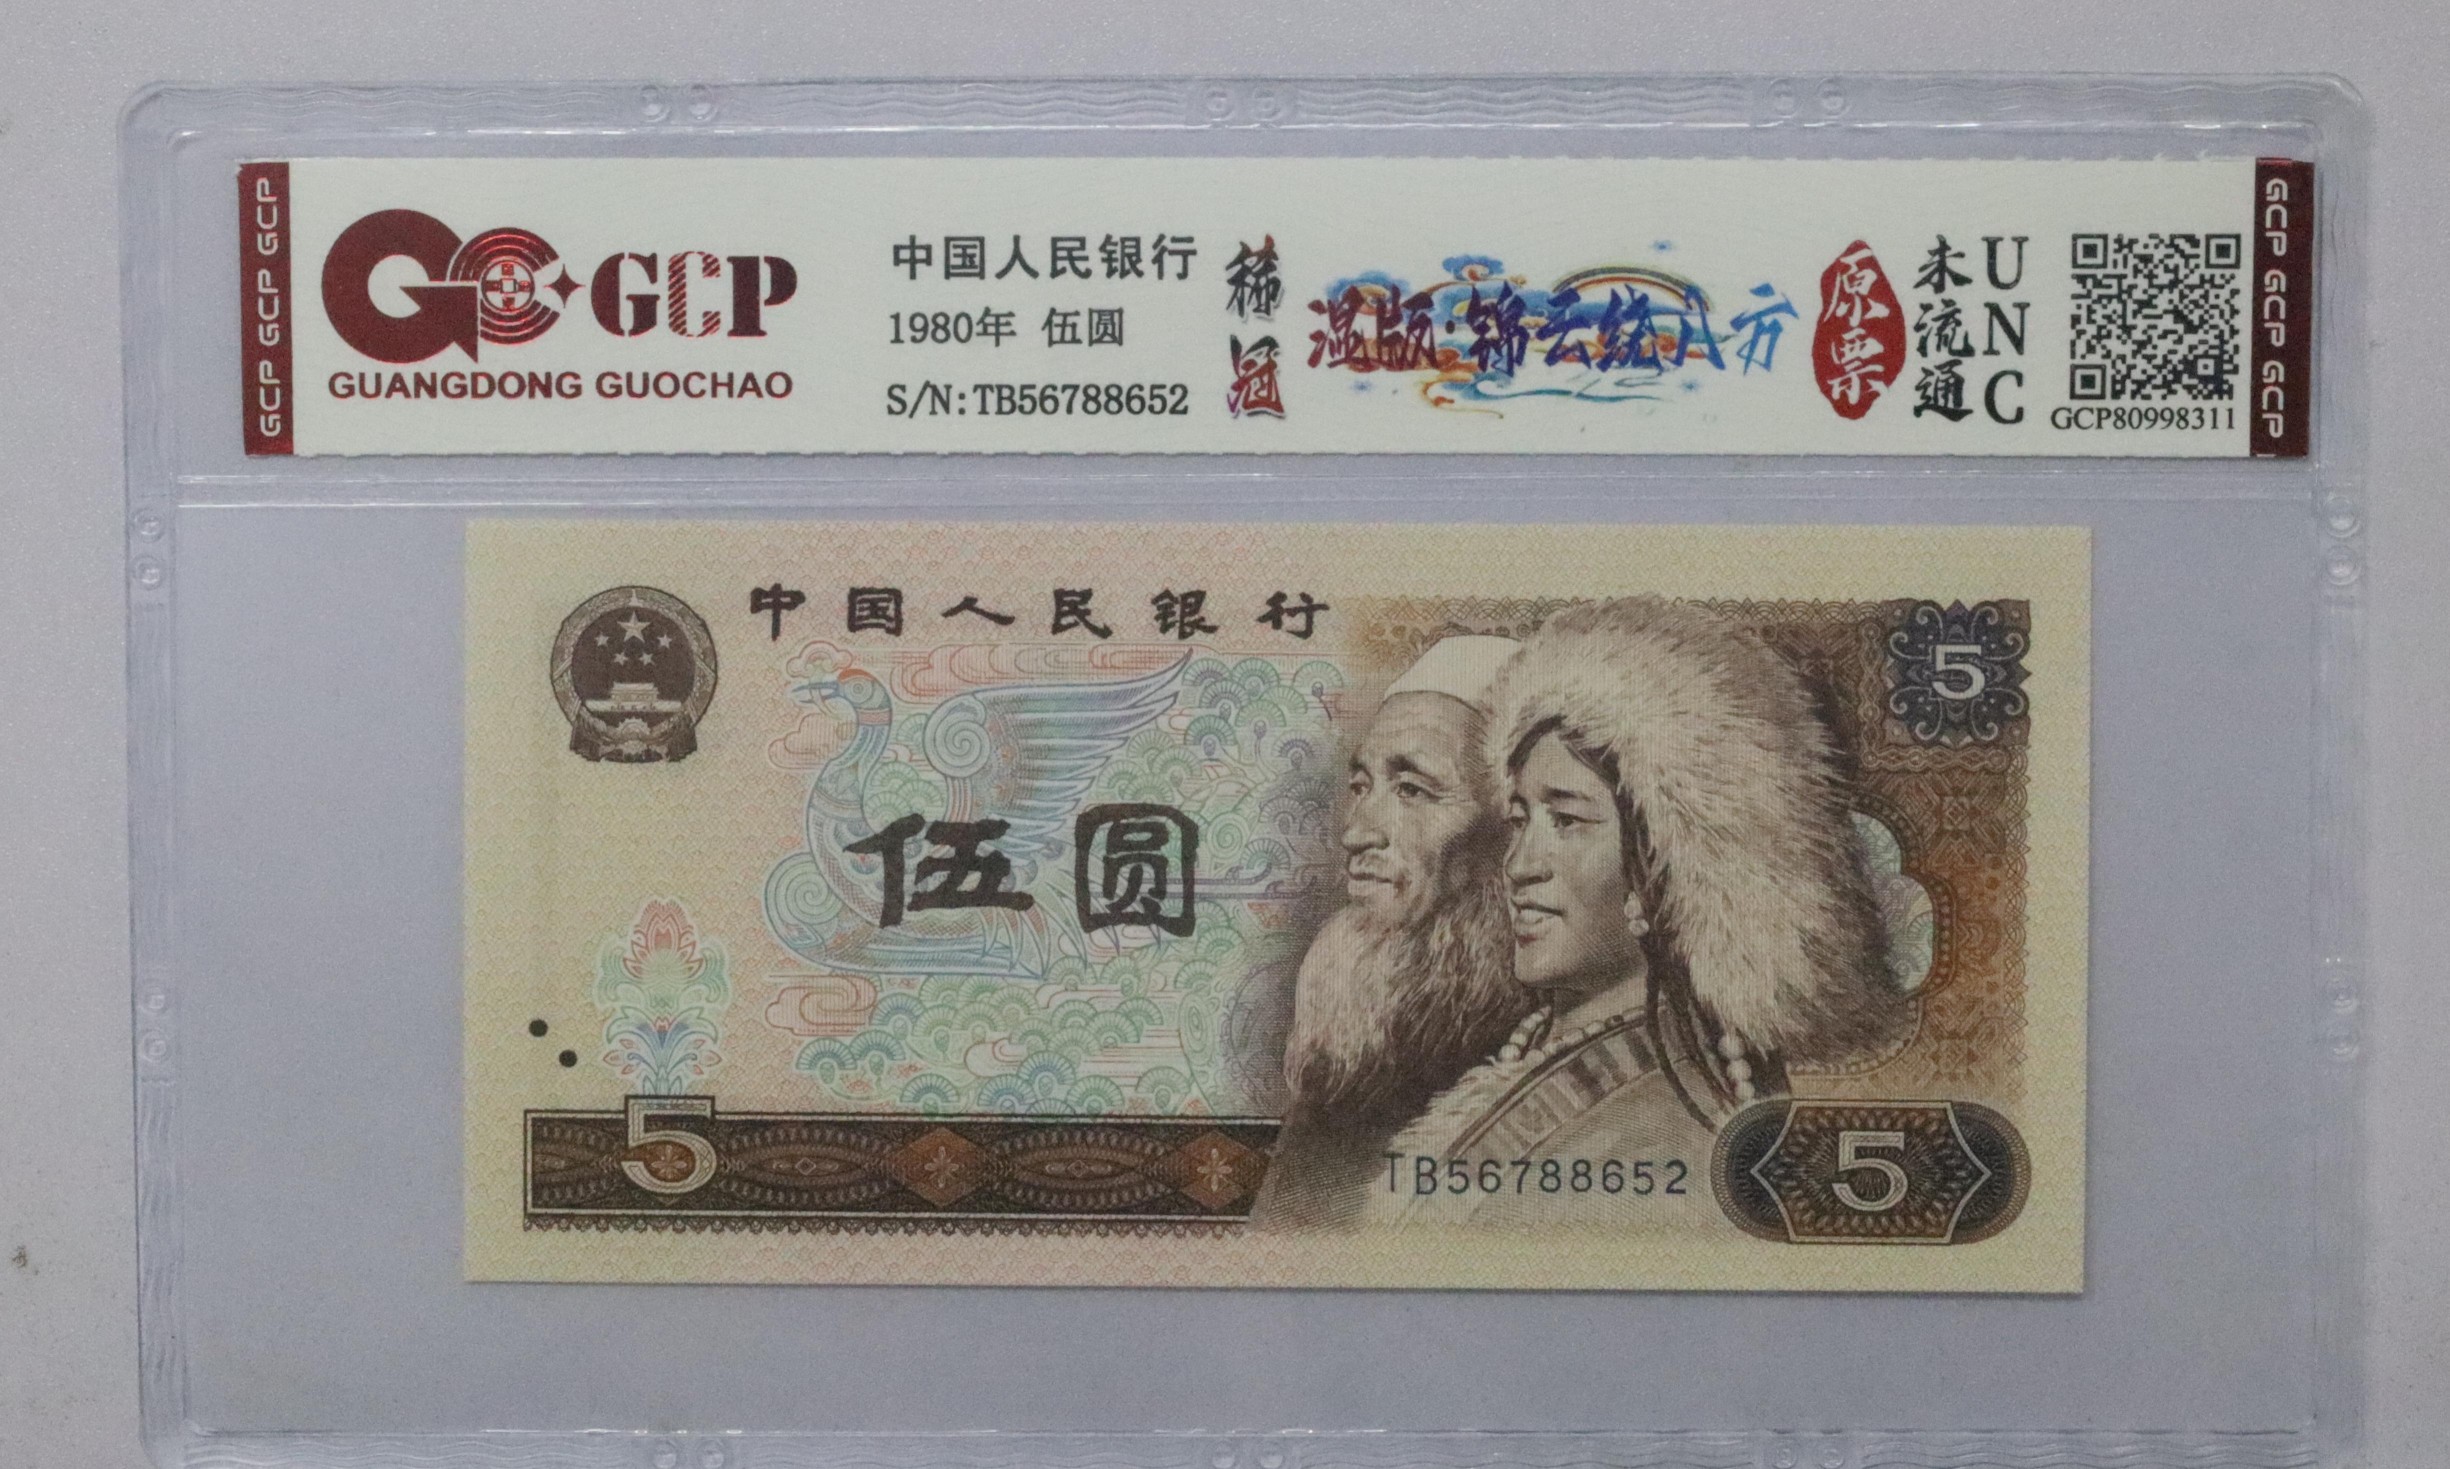 GCP GCP GCP
GCP
GUANGDONG GUOCHAO
中国人民银行
1980年 伍圆
S/N:TB56788652
稀冠
温版·锦云绕八方
原票
未流通
UNC
GCP80998311
GCP GCP GCP
中国人民银行
5
伍圆
5
TB56788652
5